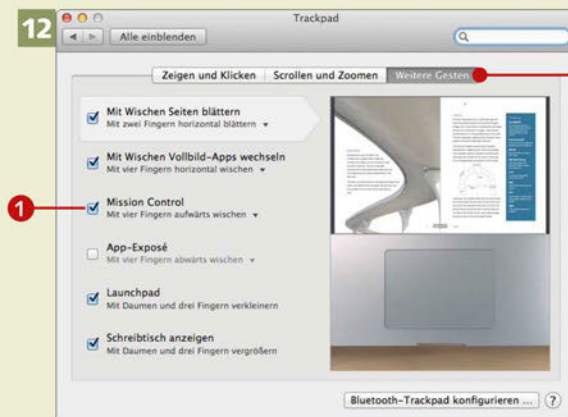 12
Trackpad
Alle einblenden
Zeigen und Klicken Scrollen und Zoomen Weitere Gesten
Mit Wischen Seiten blättern
Mit zwei Fingern horizontal blättern
Mit Wischen Vollbild-Apps wechseln
Mit vier Fingern horizontal wischen
1
Mission Control
Mit vier Fingern aufwärts wischen
App-Exposé
Mit vier Fingern abwärts wischen
Launchpad
Mit Daumen und drei Fingern verkleinern
Schreibtisch anzeigen
Mit Daumen und drei Fingern vergrößern
Bluetooth-Trackpad konfigurieren ... ?